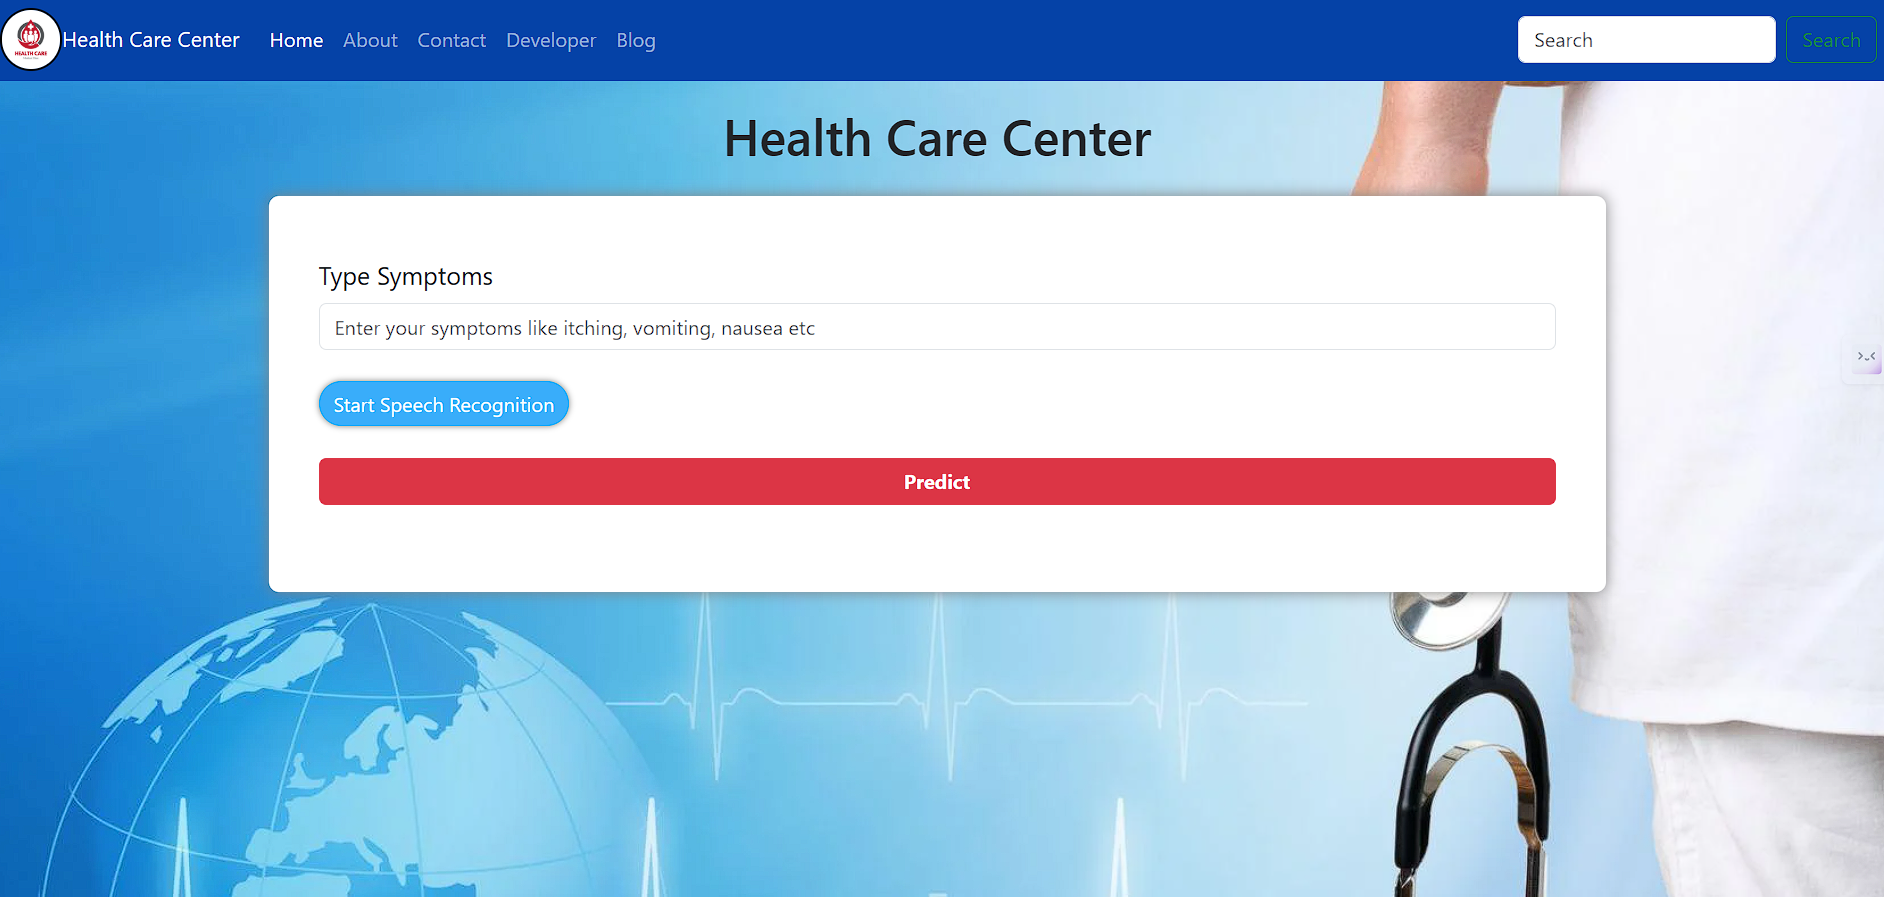 HEALTH CARE
Health Care Center Home About Contact Developer Blog Search Search
Health Care Center
Type Symptoms
Enter your symptoms like itching, vomiting, nausea etc
Start Speech Recognition
Predict